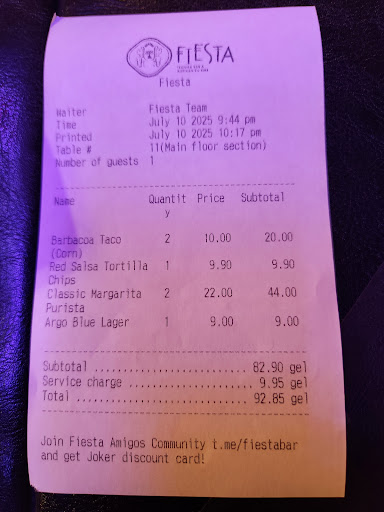 FIESTA
Fiesta
Waiter Fiesta Team
Time July 10 2025 9:44 pm
Printed July 10 2025 10:17 pm
Table # 11(Main floor section)
Number of guests 1
Name Quantit Price Subtotal
y
Barbacoa Taco 2 10.00 20.00
(Corn)
Red Salsa Tortilla 1 9.90 9.90
Chips
Classic Margarita 2 22.00 44.00
Purista
Argo Blue Lager 1 9.00 9.00
Subtotal .......................... 82.90 gel
Service charge ..................... 9.95 gel
Total ............................. 92.85 gel
Join Fiesta Amigos Community t.me/fiestabar
and get Joker discount card!